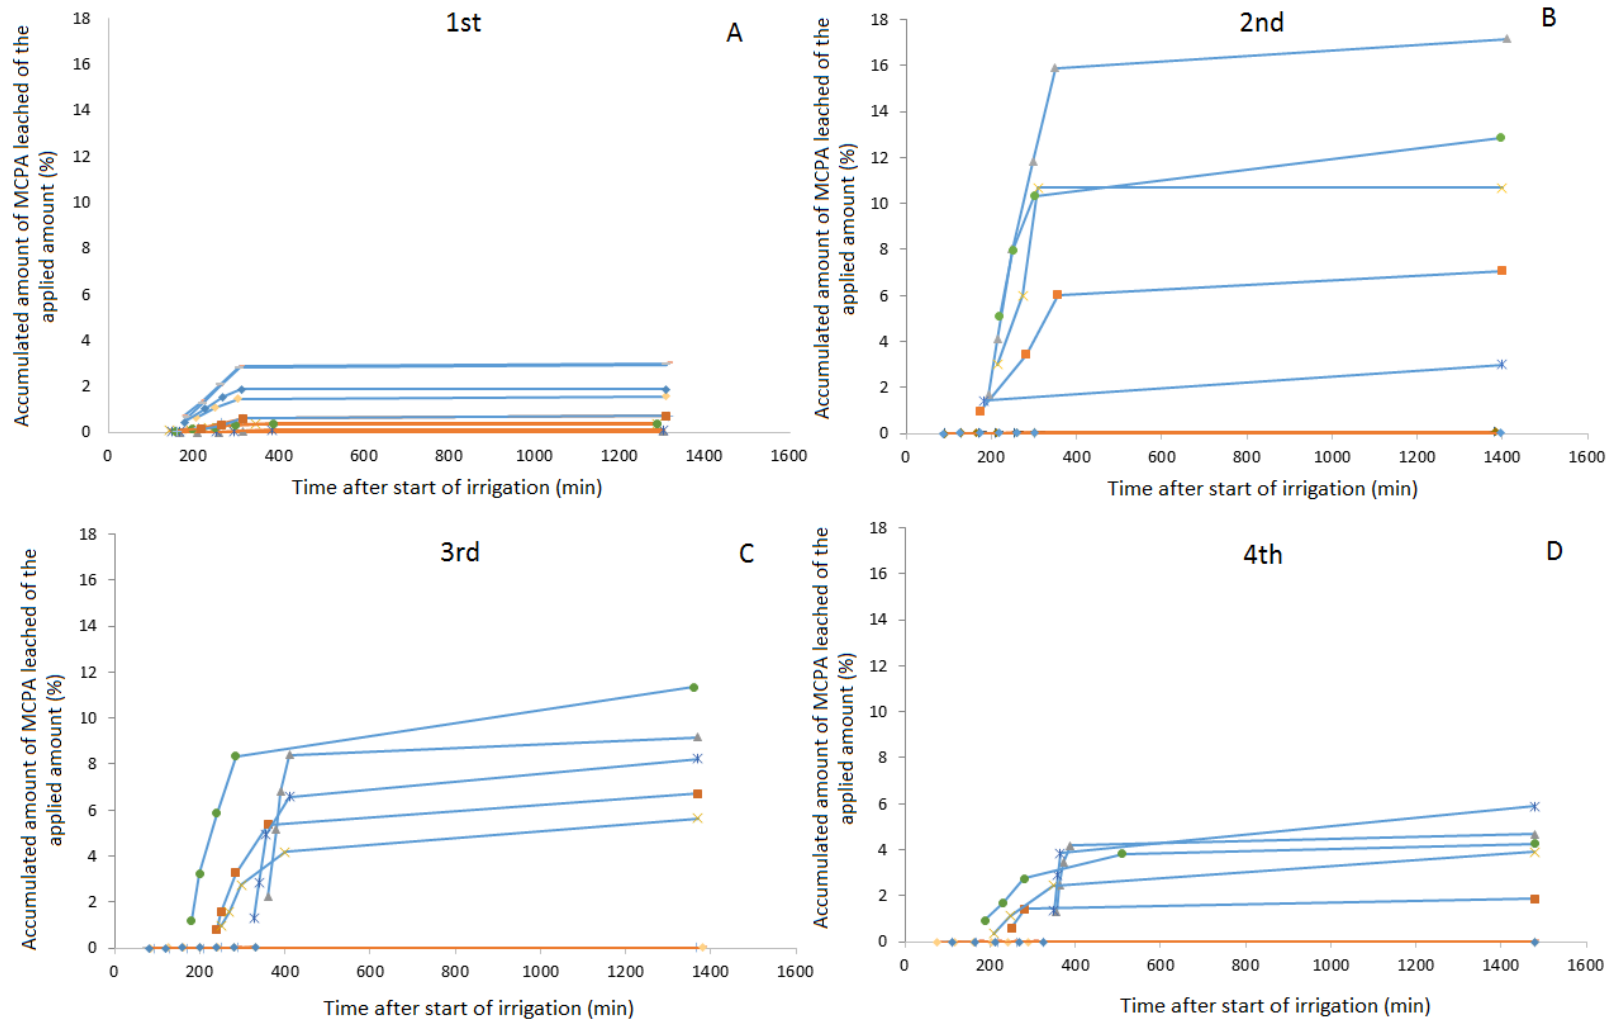 1st
A
Accumulated amount of MCPA leached of the
applied amount (%)
18
16
14
12
10
8
6
4
2
0
0 200 400 600 800 1000 1200 1400 1600
Time after start of irrigation (min)
2nd
B
Accumulated amount of MCPA leached of the
applied amount (%)
18
16
14
12
10
8
6
4
2
0
0 200 400 600 800 1000 1200 1400 1600
Time after start of irrigation (min)
3rd
C
Accumulated amount of MCPA leached of the
applied amount (%)
18
16
14
12
10
8
6
4
2
0
0 200 400 600 800 1000 1200 1400 1600
Time after start of irrigation (min)
4th
D
Accumulated amount of MCPA leached of the
applied amount (%)
18
16
14
12
10
8
6
4
2
0
0 200 400 600 800 1000 1200 1400 1600
Time after start of irrigation (min)